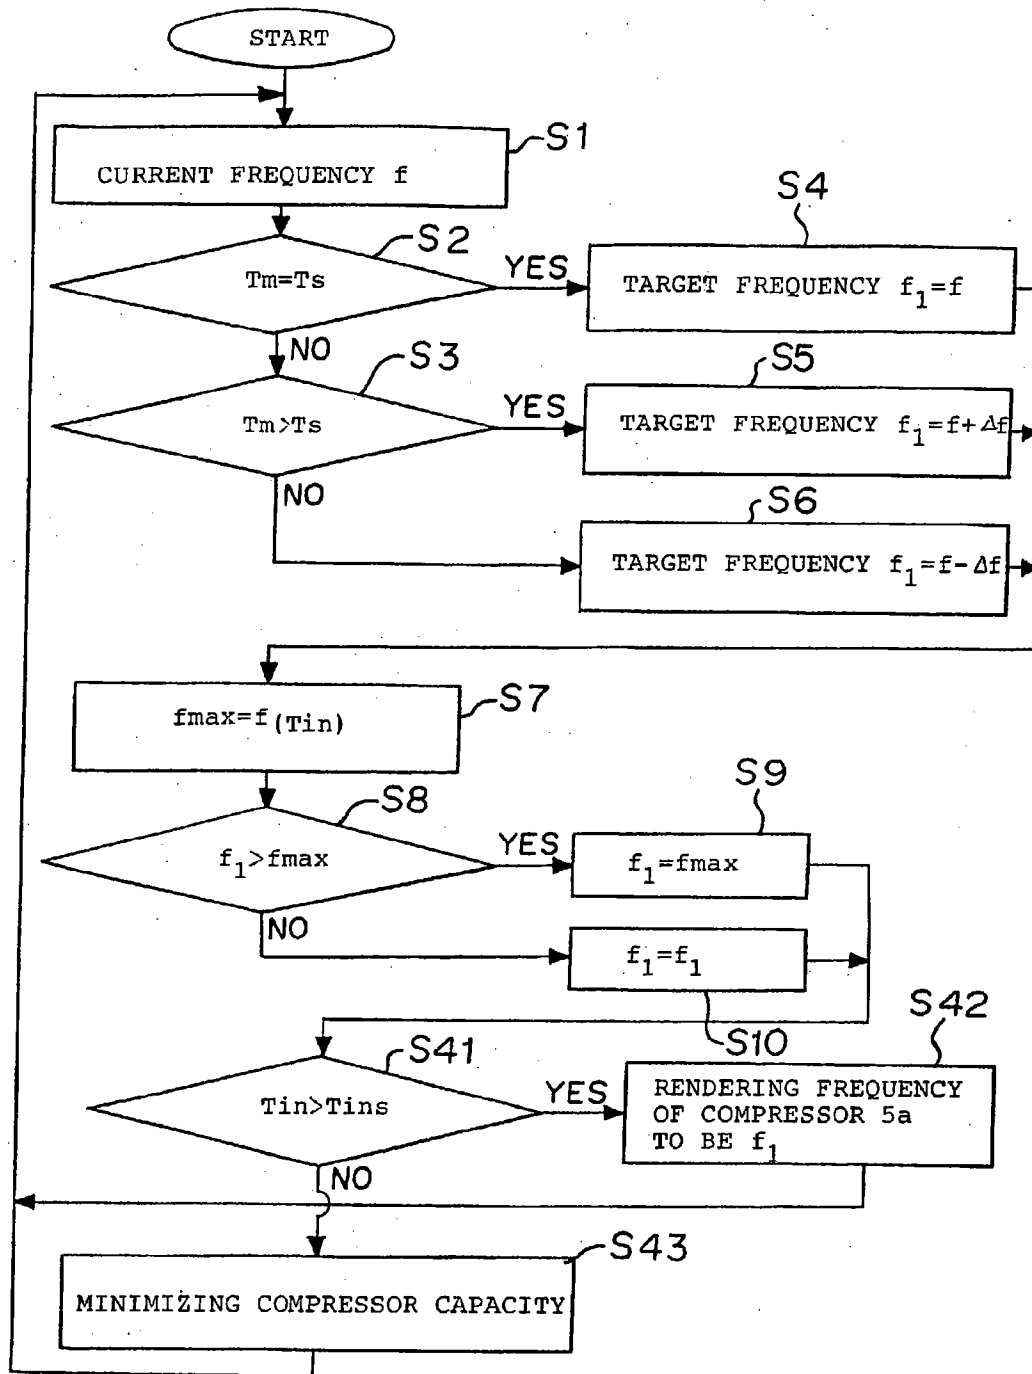 START
S1
CURRENT FREQUENCY f
S2
Tm=Ts
YES
S4
TARGET FREQUENCY f₁=f
NO
S3
Tm>Ts
YES
S5
TARGET FREQUENCY f₁=f+Δf
NO
S6
TARGET FREQUENCY f₁=f-Δf
S7
fmax=f(Tin)
S8
f₁>fmax
YES
S9
f₁=fmax
NO
f₁=f₁
S10
S41
Tin>Tins
YES
S42
RENDERING FREQUENCY
OF COMPRESSOR 5a
TO BE f₁
NO
S43
MINIMIZING COMPRESSOR CAPACITY